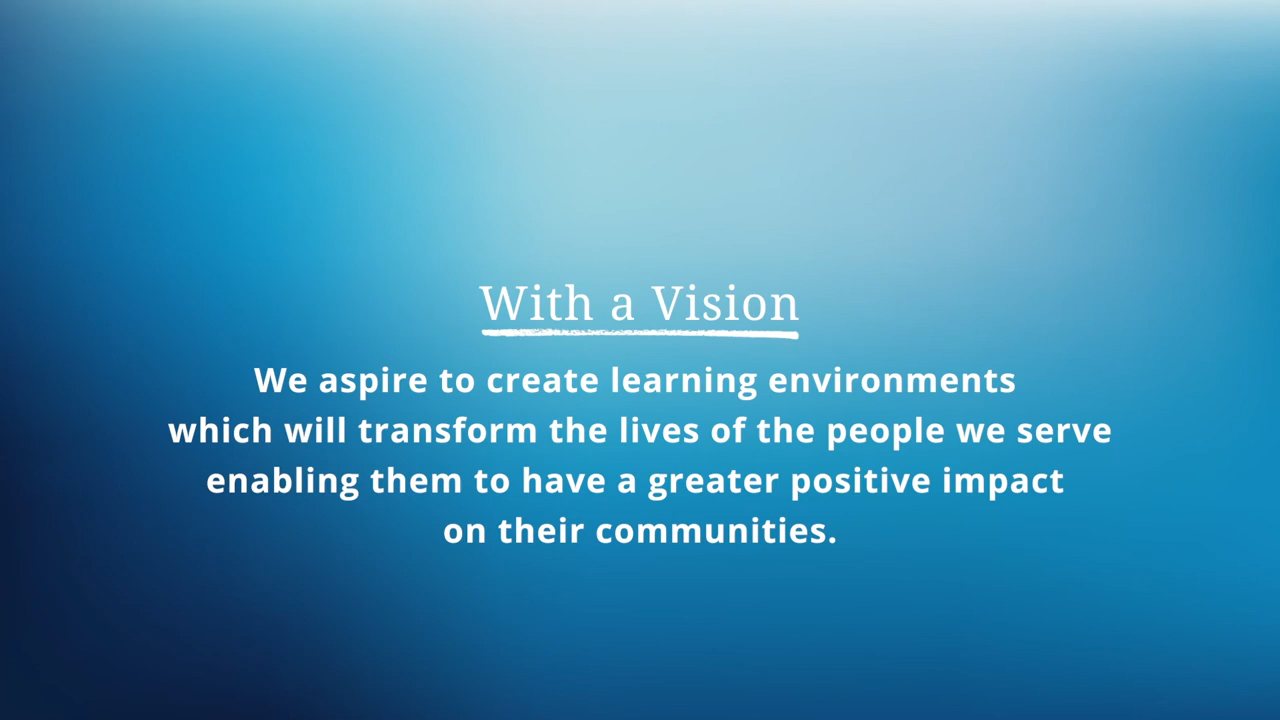 With a Vision
We aspire to create learning environments
which will transform the lives of the people we serve
enabling them to have a greater positive impact
on their communities.